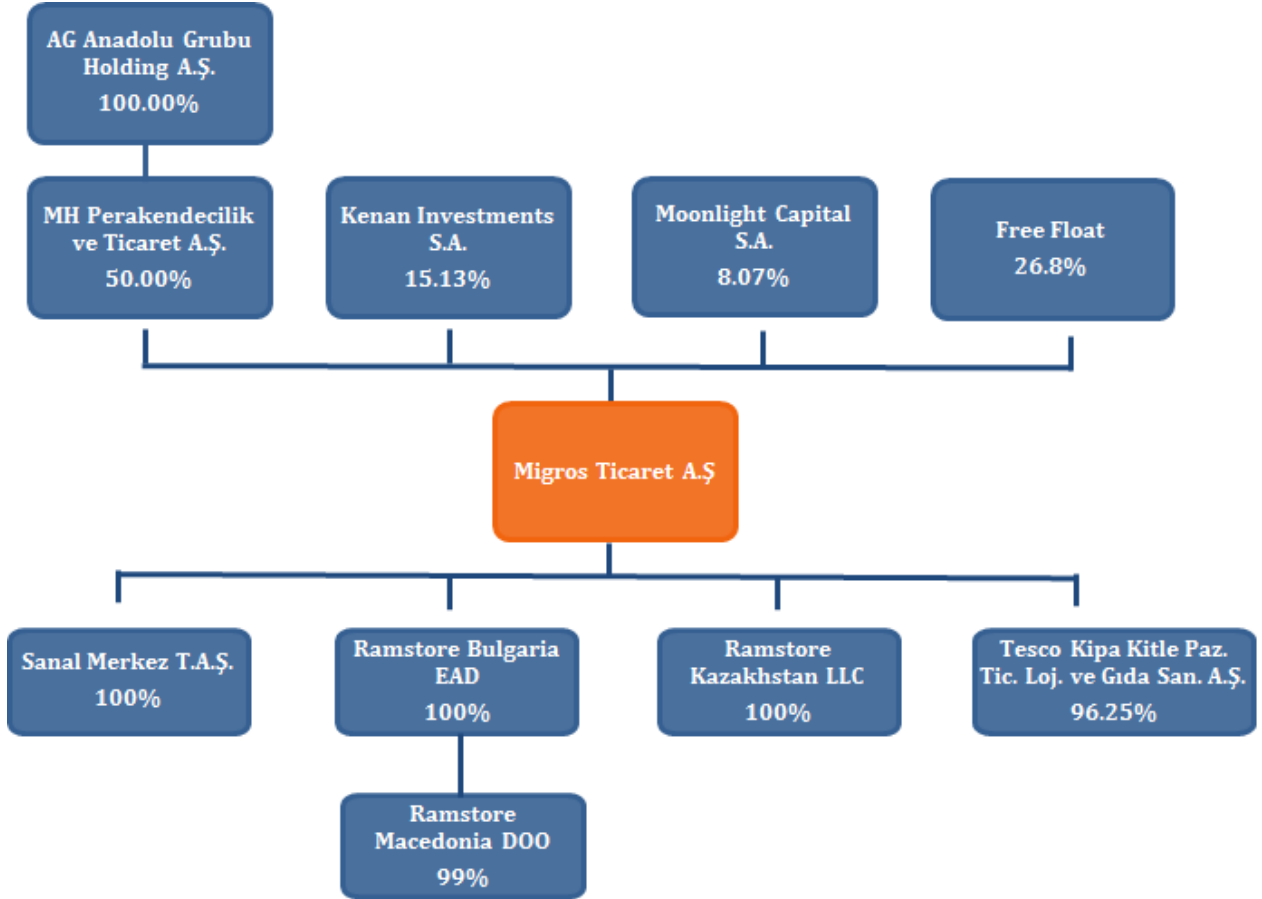 AG Anadolu Grubu
Holding A.Ş.
100.00%
MH Perakendecilik
ve Ticaret A.Ş.
50.00%
Kenan Investments
S.A.
15.13%
Moonlight Capital
S.A.
8.07%
Free Float
26.8%
Migros Ticaret A.Ş
Sanal Merkez T.A.Ş.
100%
Ramstore Bulgaria
EAD
100%
Ramstore
Kazakhstan LLC
100%
Tesco Kipa Kitle Paz.
Tic. Loj. ve Gıda San. A.Ş.
96.25%
Ramstore
Macedonia DOO
99%